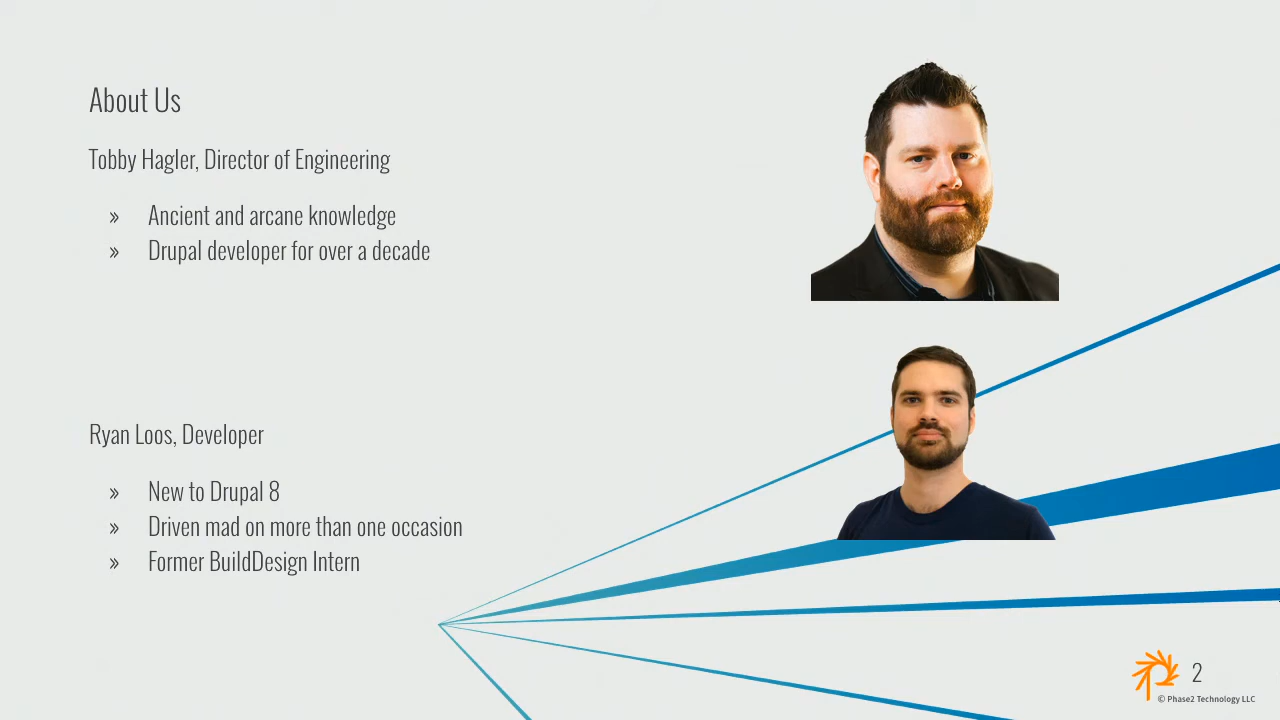 About Us
Tobby Hagler, Director of Engineering
» Ancient and arcane knowledge
» Drupal developer for over a decade
Ryan Loos, Developer
» New to Drupal 8
» Driven mad on more than one occasion
» Former BuildDesign Intern
2
© Phase2 Technology LLC